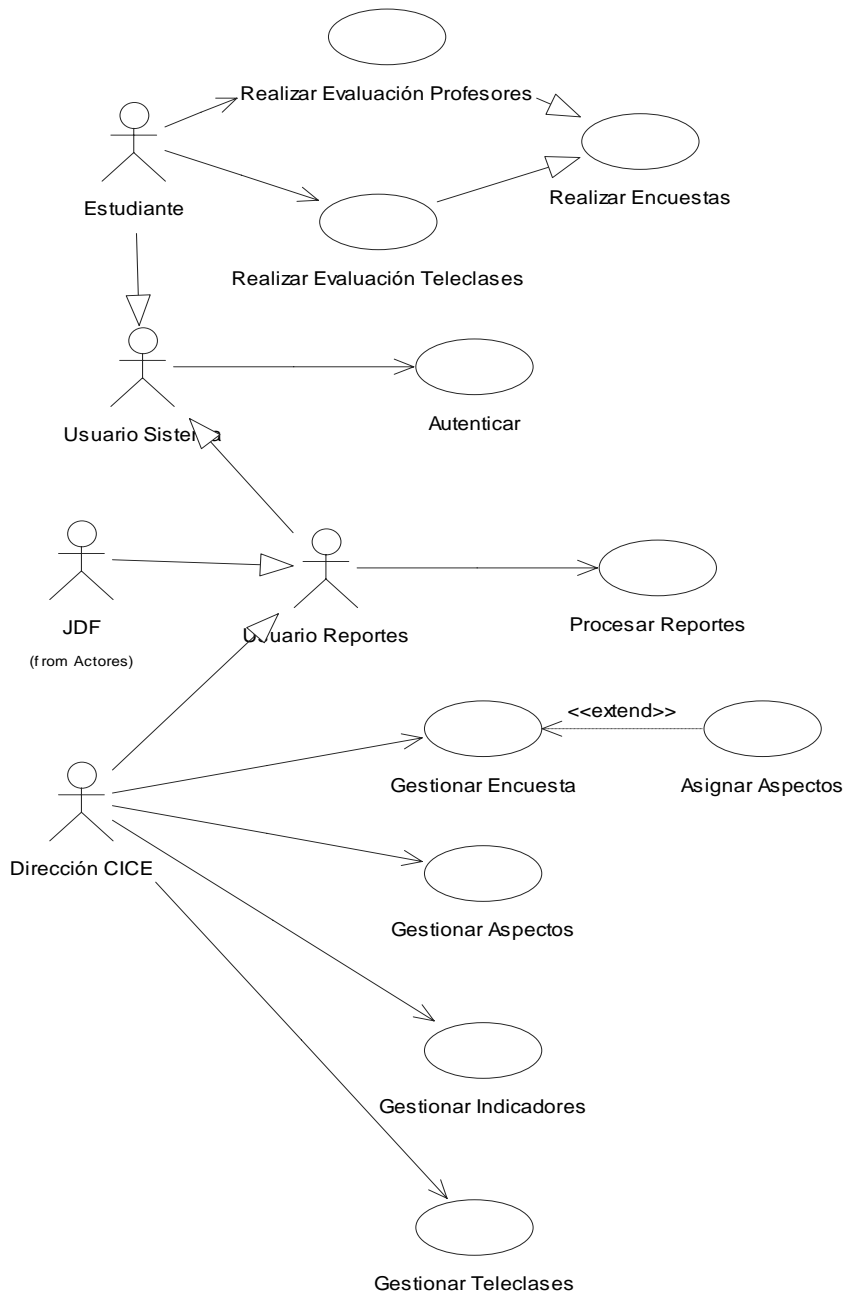 Realizar Evaluación Profesores
Realizar Encuestas
Estudiante
Realizar Evaluación Teleclases
Usuario Sistema
Autenticar
JDF
(from Actores)
Usuario Reportes
Procesar Reportes
<<extend>>
Gestionar Encuesta
Asignar Aspectos
Dirección CICE
Gestionar Aspectos
Gestionar Indicadores
Gestionar Teleclases